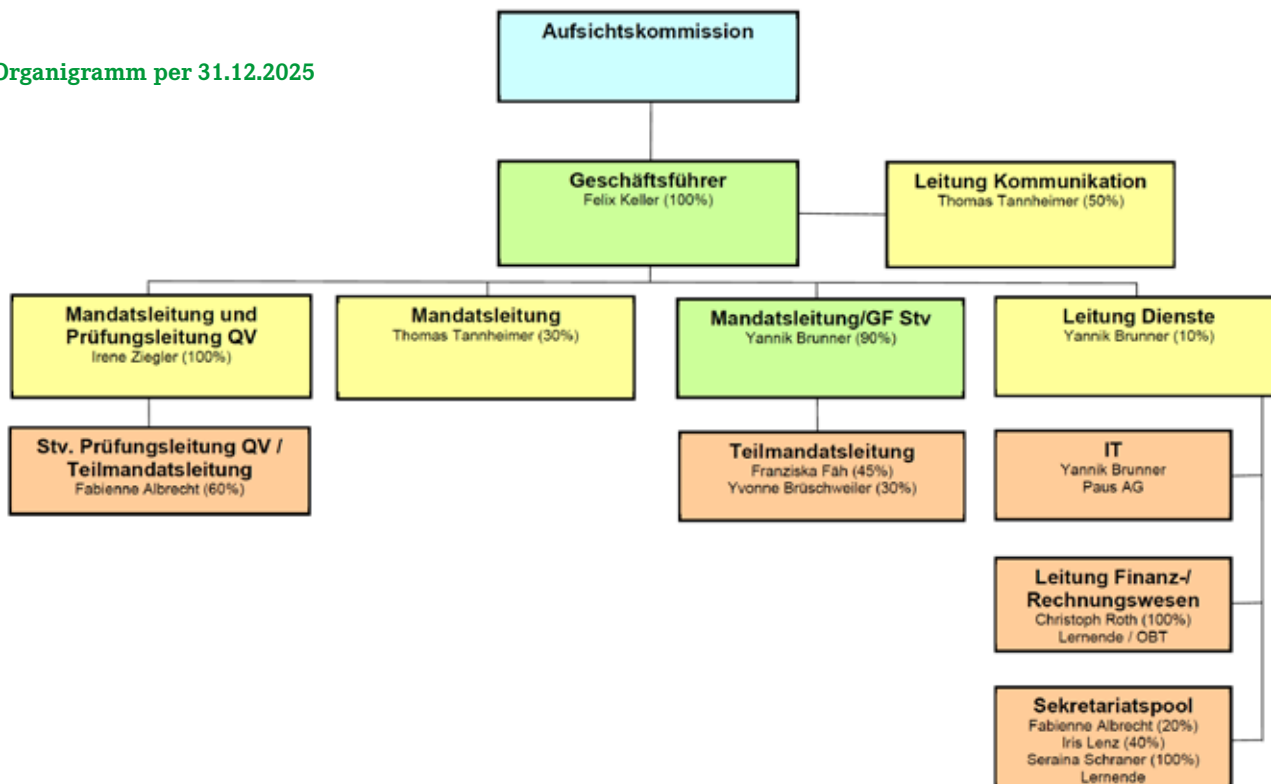 Aufsichtskommission
Organigramm per 31.12.2025
Geschäftsführer
Felix Keller (100%)
Leitung Kommunikation
Thomas Tannheimer (50%)
Mandatsleitung und
Prüfungsleitung QV
Irene Ziegler (100%)
Mandatsleitung
Thomas Tannheimer (30%)
Mandatsleitung/GF Stv
Yannik Brunner (90%)
Leitung Dienste
Yannik Brunner (10%)
Stv. Prüfungsleitung QV /
Teilmandatsleitung
Fabienne Albrecht (60%)
Teilmandatsleitung
Franziska Fäh (45%)
Yvonne Brüschweiler (30%)
IT
Yannik Brunner
Paus AG
Leitung Finanz-/
Rechnungswesen
Christoph Roth (100%)
Lernende / OBT
Sekretariatspool
Fabienne Albrecht (20%)
Iris Lenz (40%)
Seraina Schraner (100%)
Lernende